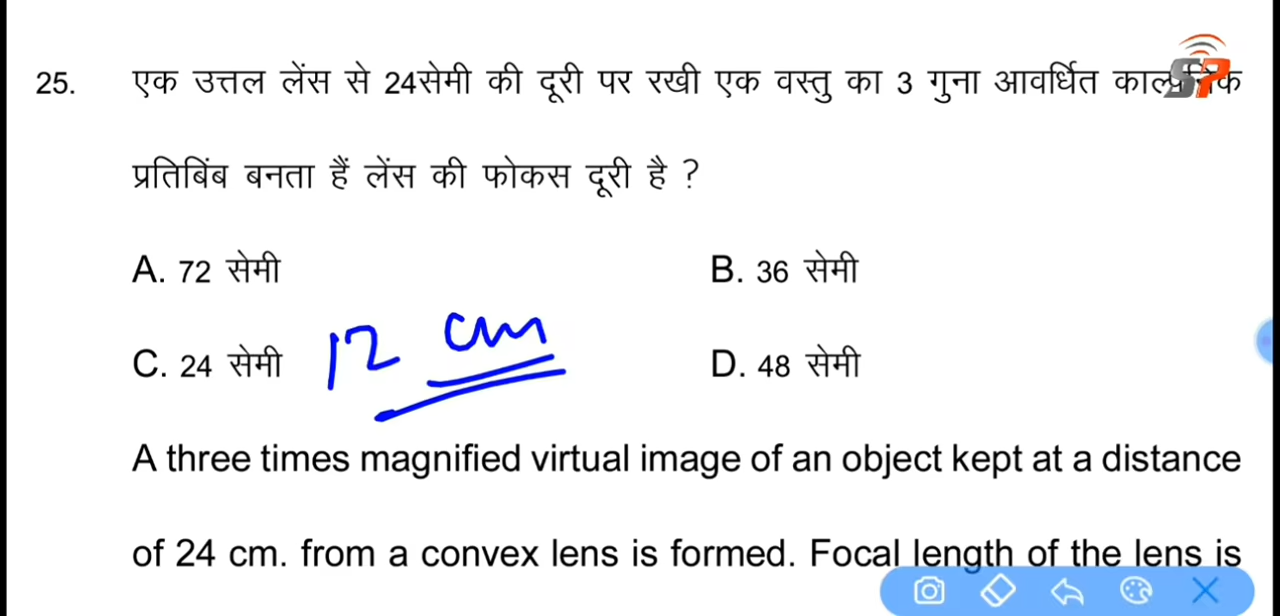 25. एक उत्तल लेंस से 24सेमी की दूरी पर रखी एक वस्तु का 3 गुना आवर्धित काल्पनिक
SP
प्रतिबिंब बनता हैं लेंस की फोकस दूरी है ?
A. 72 सेमी B. 36 सेमी
C. 24 सेमी 12 cm D. 48 सेमी
A three times magnified virtual image of an object kept at a distance
of 24 cm. from a convex lens is formed. Focal length of the lens is